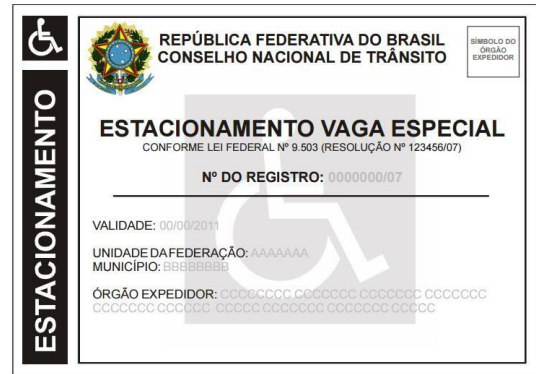 ESTACIONAMENTO
REPÚBLICA FEDERATIVA DO BRASIL
CONSELHO NACIONAL DE TRÂNSITO
SÍMBOLO DO
ÓRGÃO
EXPEDIDOR
ESTACIONAMENTO VAGA ESPECIAL
CONFORME LEI FEDERAL Nº 9.503 (RESOLUÇÃO Nº 123456/07)
Nº DO REGISTRO: 0000000/07
VALIDADE: 00/00/2011
UNIDADE DA FEDERAÇÃO: AAAAAAA
MUNICÍPIO: BBBBBBBB
ÓRGÃO EXPEDIDOR: CCCCCCCC CCCCCCC CCCCCCC CCCCCCC
CCCCCCC CCCCCC CCCCC CCCCCCC CCCCCCC CCCCC